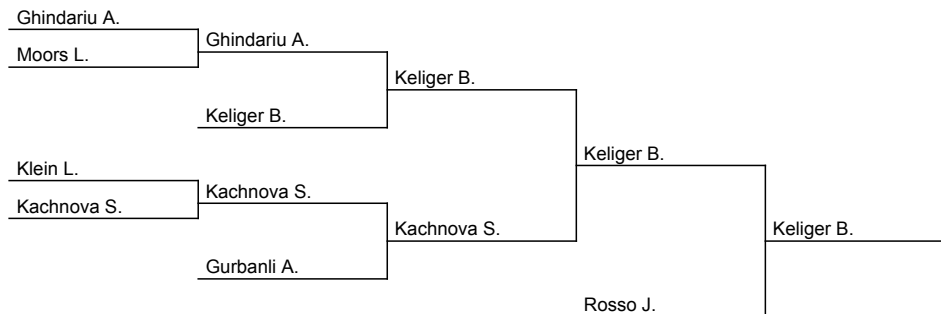 Ghindariu A.
Moors L.
Ghindariu A.
Keliger B.
Keliger B.
Klein L.
Kachnova S.
Kachnova S.
Gurbanli A.
Kachnova S.
Keliger B.
Rosso J.
Keliger B.